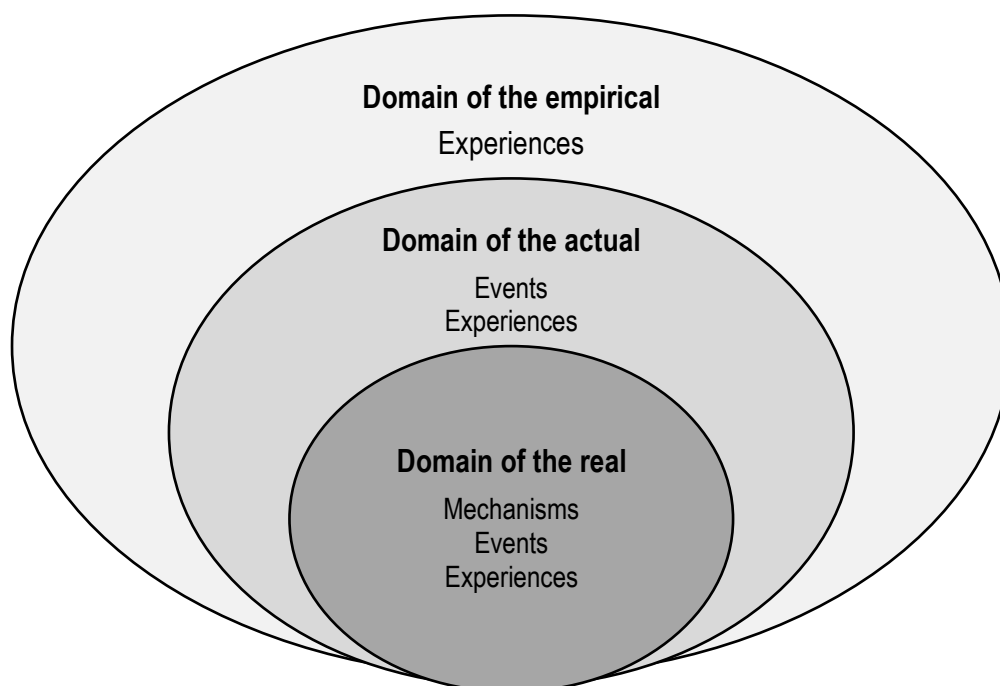 Domain of the empirical
Experiences
Domain of the actual
Events
Experiences
Domain of the real
Mechanisms
Events
Experiences